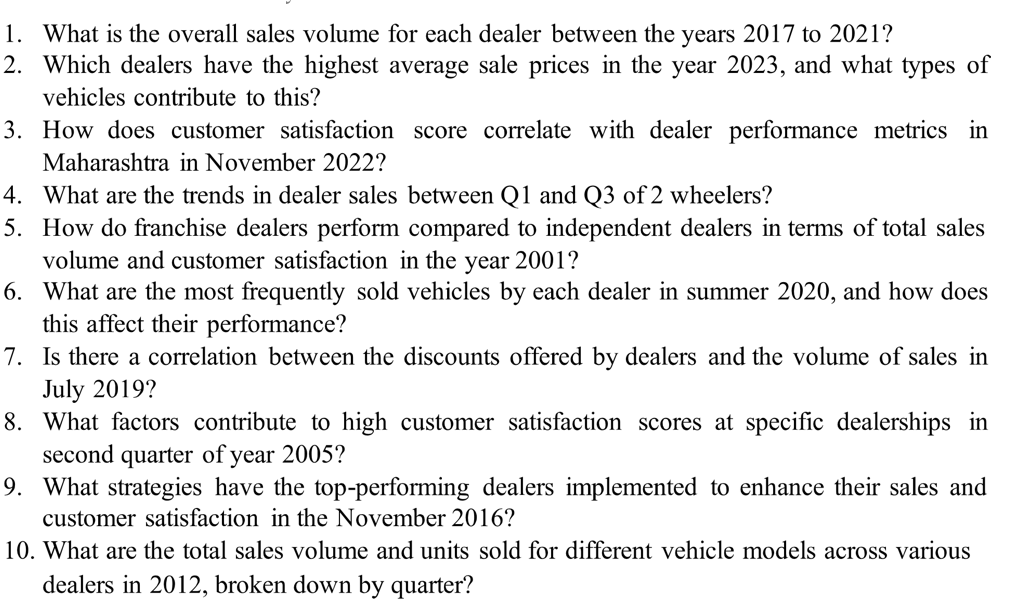 1. What is the overall sales volume for each dealer between the years 2017 to 2021?
2. Which dealers have the highest average sale prices in the year 2023, and what types of
vehicles contribute to this?
3. How does customer satisfaction score correlate with dealer performance metrics in
Maharashtra in November 2022?
4. What are the trends in dealer sales between Q1 and Q3 of 2 wheelers?
5. How do franchise dealers perform compared to independent dealers in terms of total sales
volume and customer satisfaction in the year 2001?
6. What are the most frequently sold vehicles by each dealer in summer 2020, and how does
this affect their performance?
7. Is there a correlation between the discounts offered by dealers and the volume of sales in
July 2019?
8. What factors contribute to high customer satisfaction scores at specific dealerships in
second quarter of year 2005?
9. What strategies have the top-performing dealers implemented to enhance their sales and
customer satisfaction in the November 2016?
10. What are the total sales volume and units sold for different vehicle models across various
dealers in 2012, broken down by quarter?